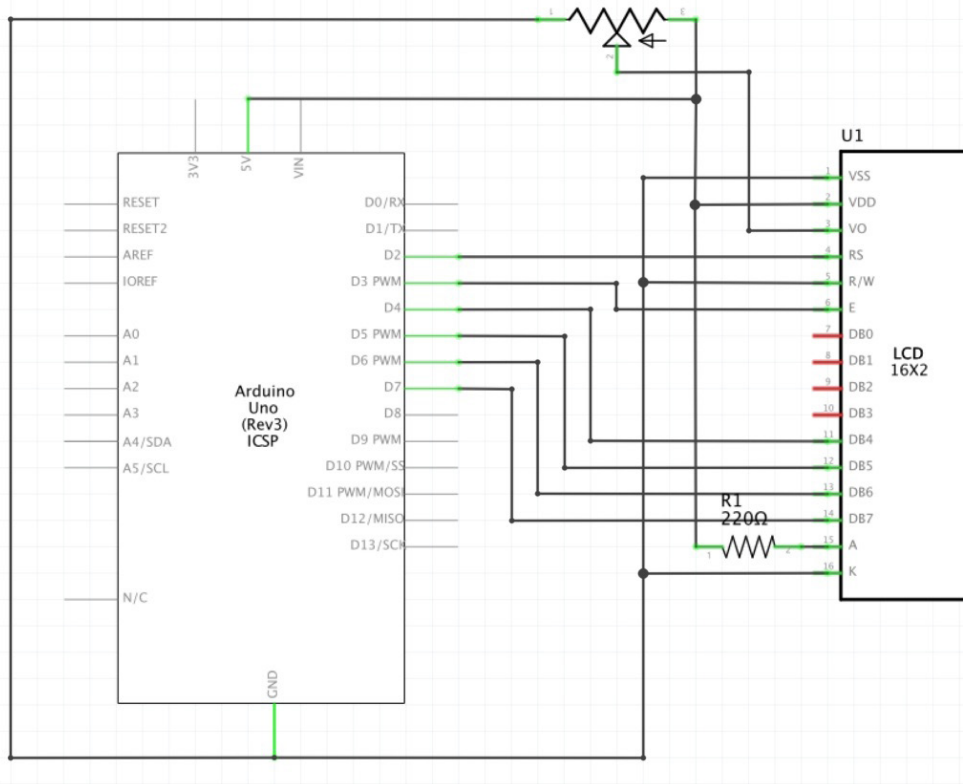 1
3
2
U1
3V3
5V
VIN
RESET
RESET2
AREF
IOREF
A0
A1
A2
A3
A4/SDA
A5/SCL
N/C
Arduino
Uno
(Rev3)
ICSP
GND
D0/RX
D1/TX
D2
D3 PWM
D4
D5 PWM
D6 PWM
D7
D8
D9 PWM
D10 PWM/SS
D11 PWM/MOSI
D12/MISO
D13/SCK
R1
220Ω
1
2
1 VSS
2 VDD
3 VO
4 RS
5 R/W
6 E
7 DB0
8 DB1
9 DB2
10 DB3
11 DB4
12 DB5
13 DB6
14 DB7
15 A
16 K
LCD
16X2